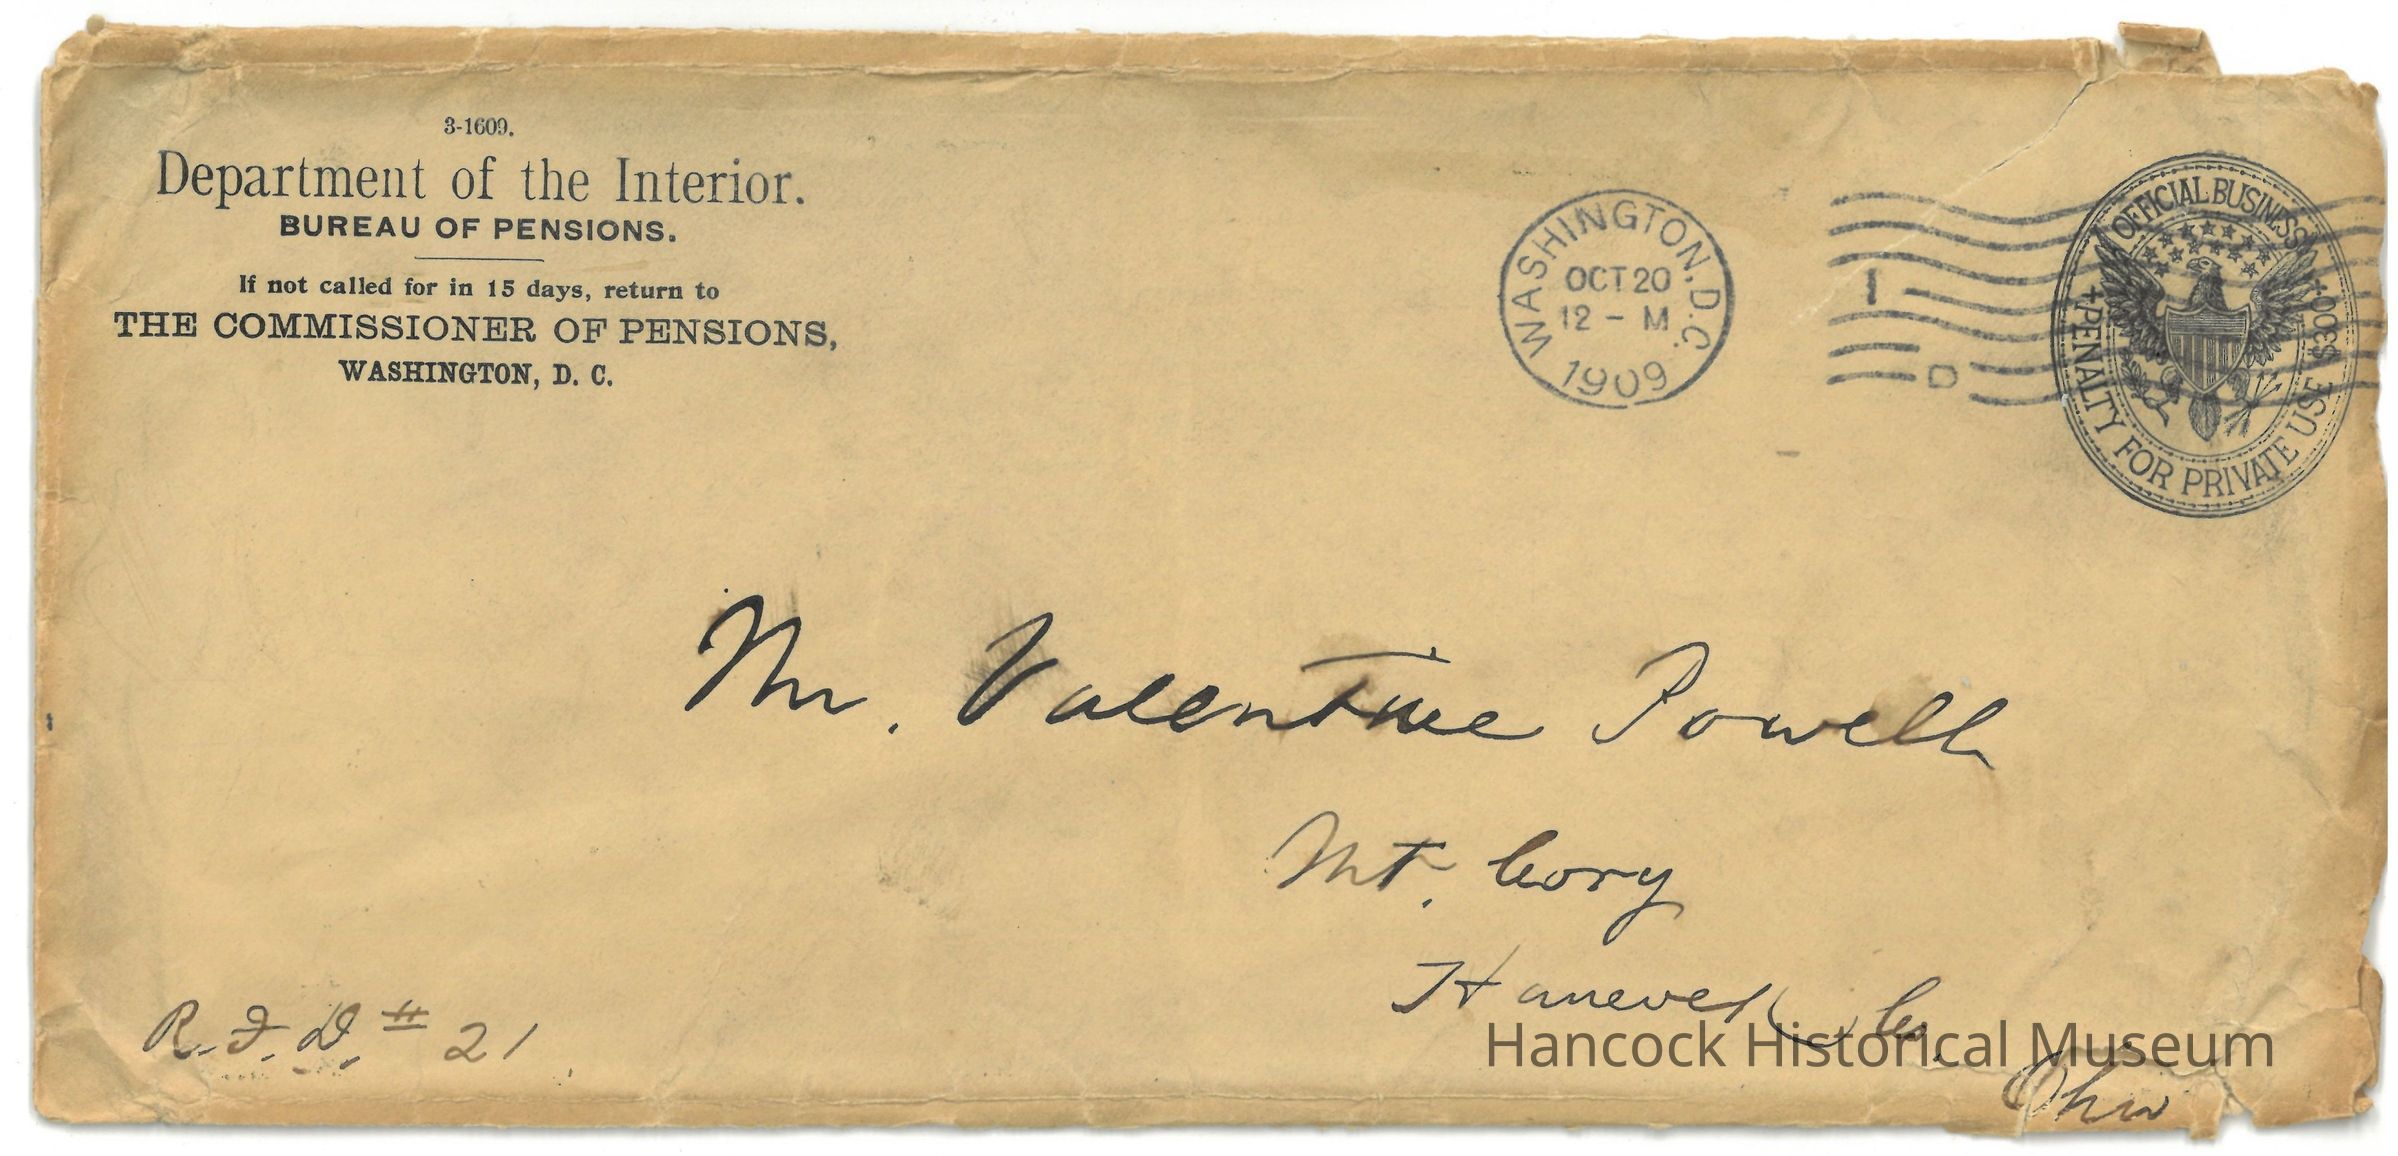 3-1609.
Department of the Interior.
BUREAU OF PENSIONS.
If not called for in 15 days, return to
THE COMMISSIONER OF PENSIONS,
WASHINGTON, D. C.
WASHINGTON, D.C.
OCT 20
12 - M
1909
1
D
OFFICIAL BUSINESS
PENALTY FOR PRIVATE USE $300
Mr. Valentine Powell
Mt. Cory
Hancock Co.
Ohio
R.F.D. # 21
Hancock Historical Museum